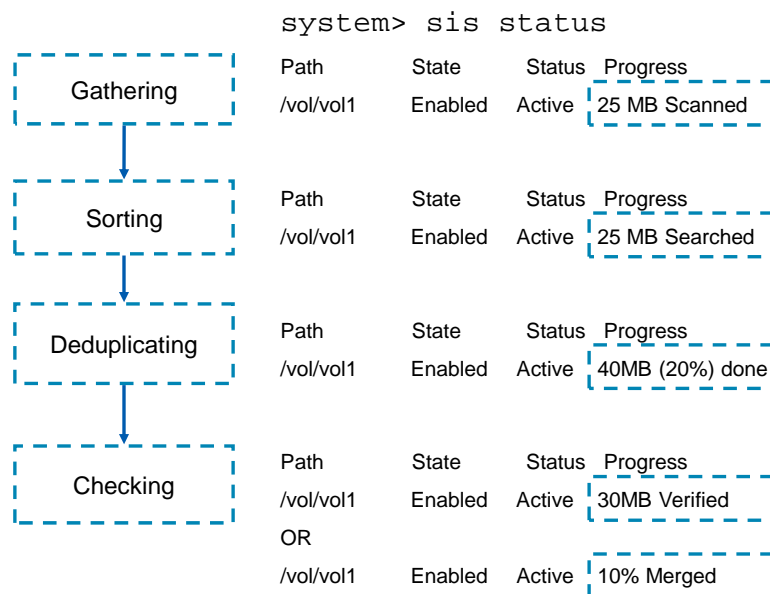 system> sis status
Gathering
Path State Status Progress
/vol/vol1 Enabled Active 25 MB Scanned
Sorting
Path State Status Progress
/vol/vol1 Enabled Active 25 MB Searched
Deduplicating
Path State Status Progress
/vol/vol1 Enabled Active 40MB (20%) done
Checking
Path State Status Progress
/vol/vol1 Enabled Active 30MB Verified
OR
/vol/vol1 Enabled Active 10% Merged